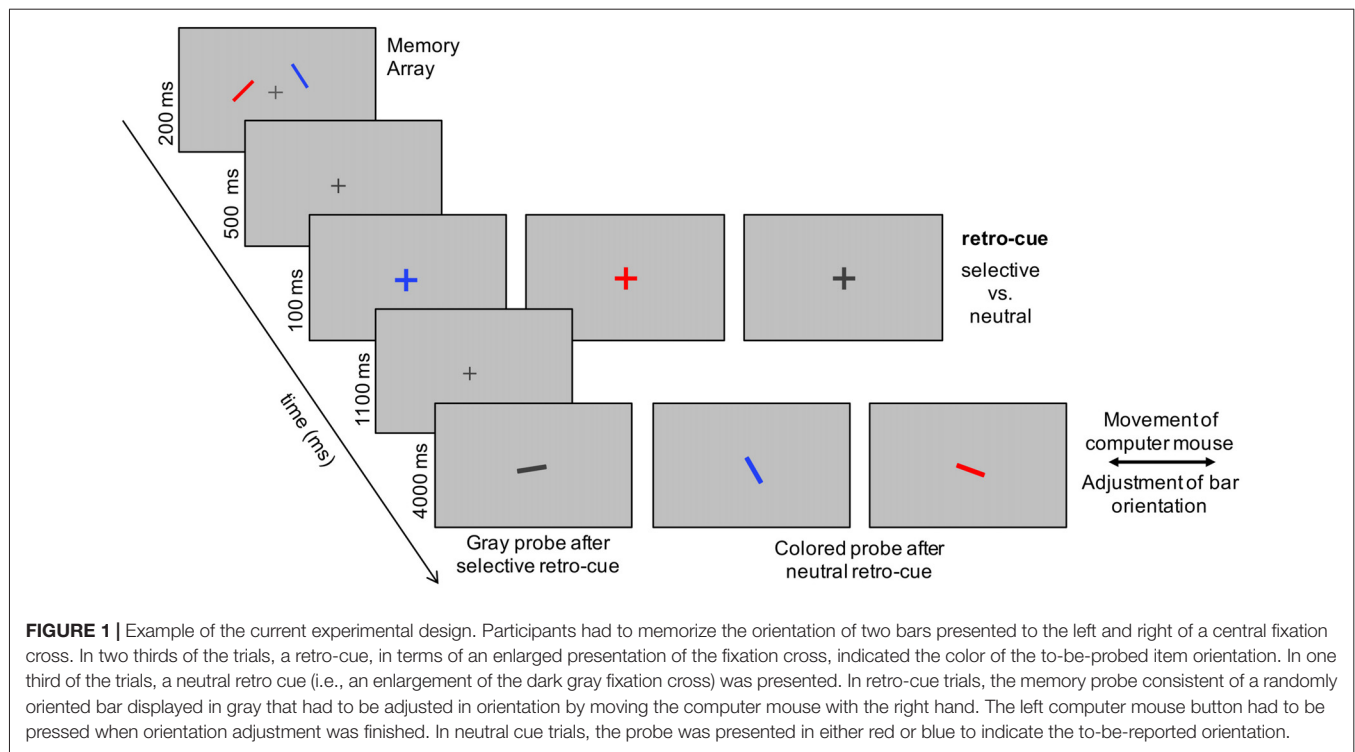 Memory
Array
200 ms
500 ms
retro-cue
selective
vs.
neutral
100 ms
1100 ms
time (ms)
4000 ms
Movement of
computer mouse
Adjustment of bar
orientation
Gray probe after
selective retro-cue
Colored probe after
neutral retro-cue
FIGURE 1 | Example of the current experimental design. Participants had to memorize the orientation of two bars presented to the left and right of a central fixation
cross. In two thirds of the trials, a retro-cue, in terms of an enlarged presentation of the fixation cross, indicated the color of the to-be-probed item orientation. In one
third of the trials, a neutral retro cue (i.e., an enlargement of the dark gray fixation cross) was presented. In retro-cue trials, the memory probe consistent of a randomly
oriented bar displayed in gray that had to be adjusted in orientation by moving the computer mouse with the right hand. The left computer mouse button had to be
pressed when orientation adjustment was finished. In neutral cue trials, the probe was presented in either red or blue to indicate the to-be-reported orientation.